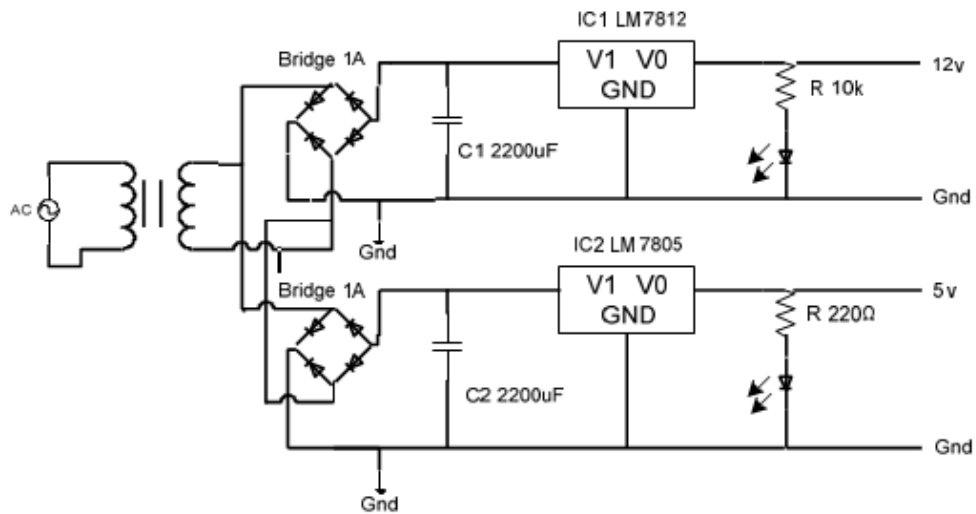 IC1 LM7812
Bridge 1A
V1 V0
GND
12v
R 10k
C1 2200uF
AC
Gnd
Gnd
IC2 LM7805
Bridge 1A
V1 V0
GND
5v
R 220Ω
C2 2200uF
Gnd
Gnd